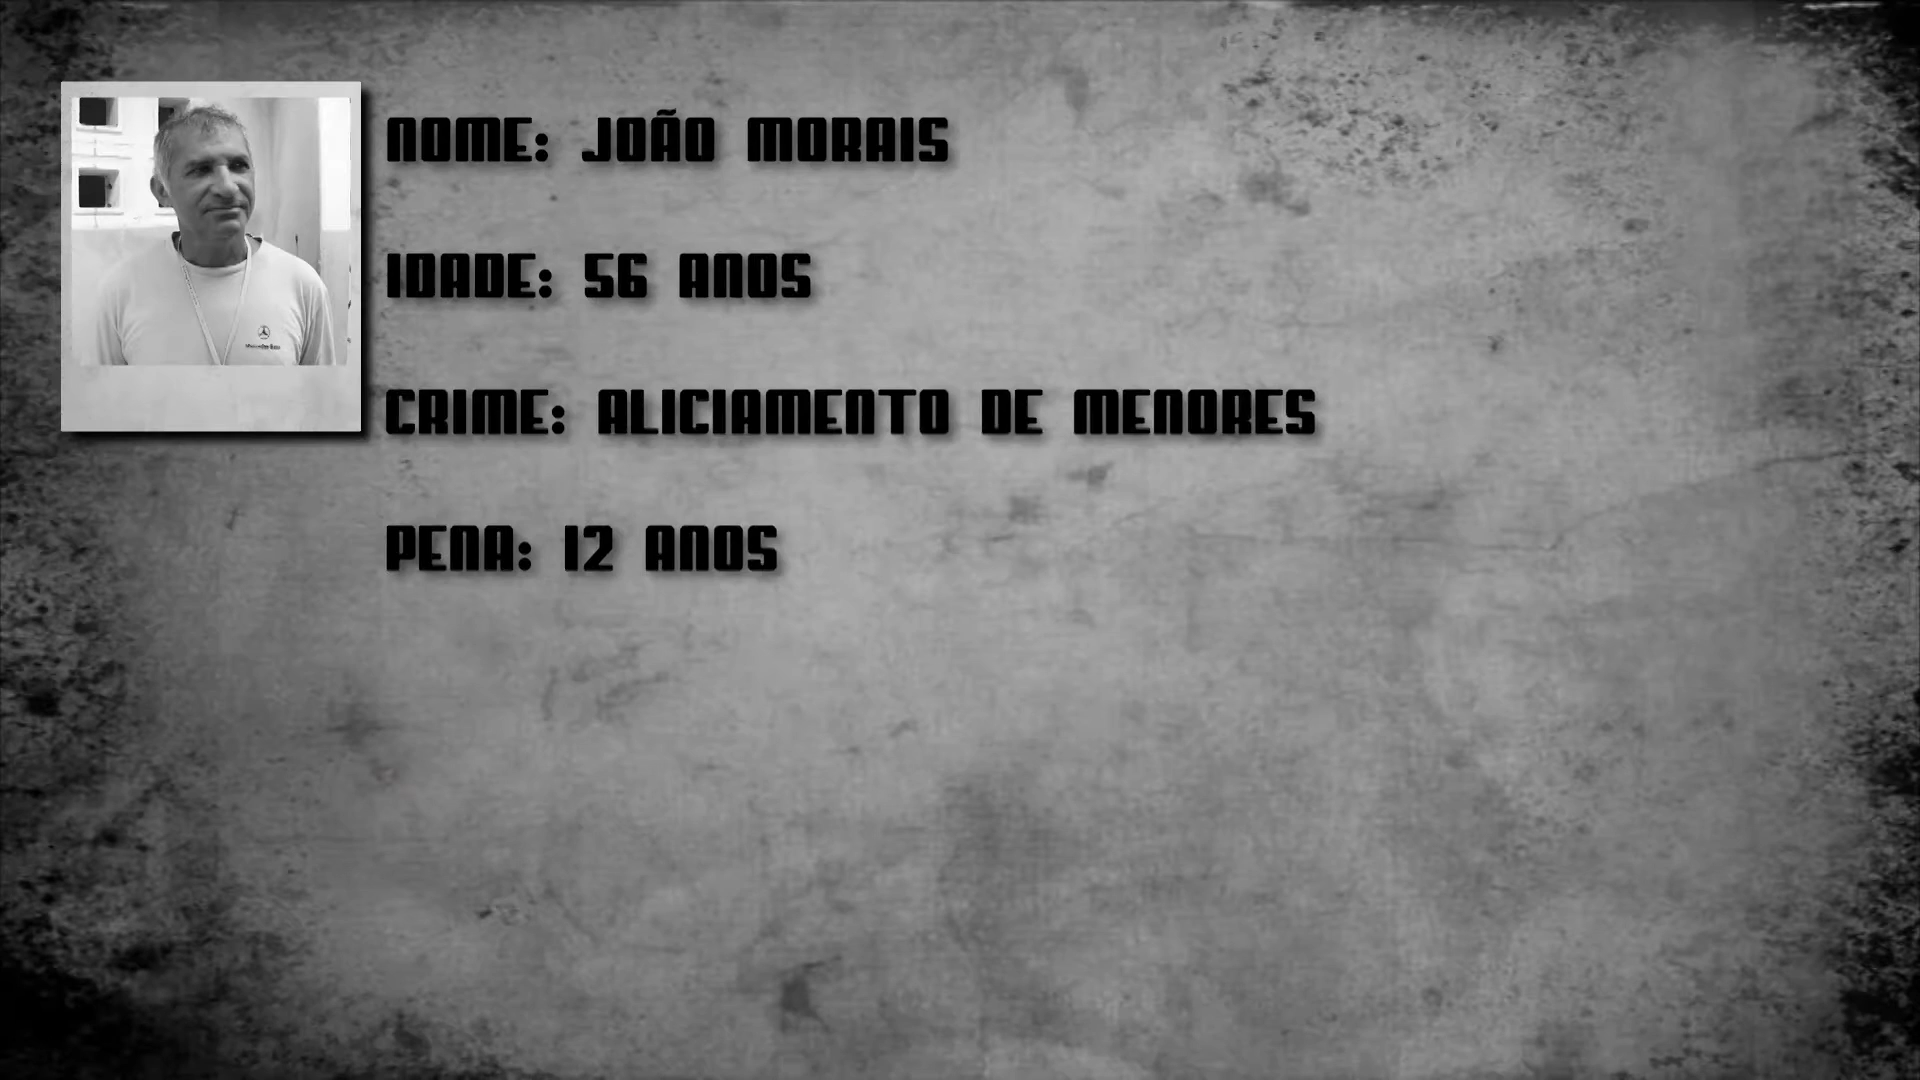 NOME: JOÃO MORAIS
IDADE: 56 ANOS
CRIME: ALICIAMENTO DE MENORES
PENA: 12 ANOS